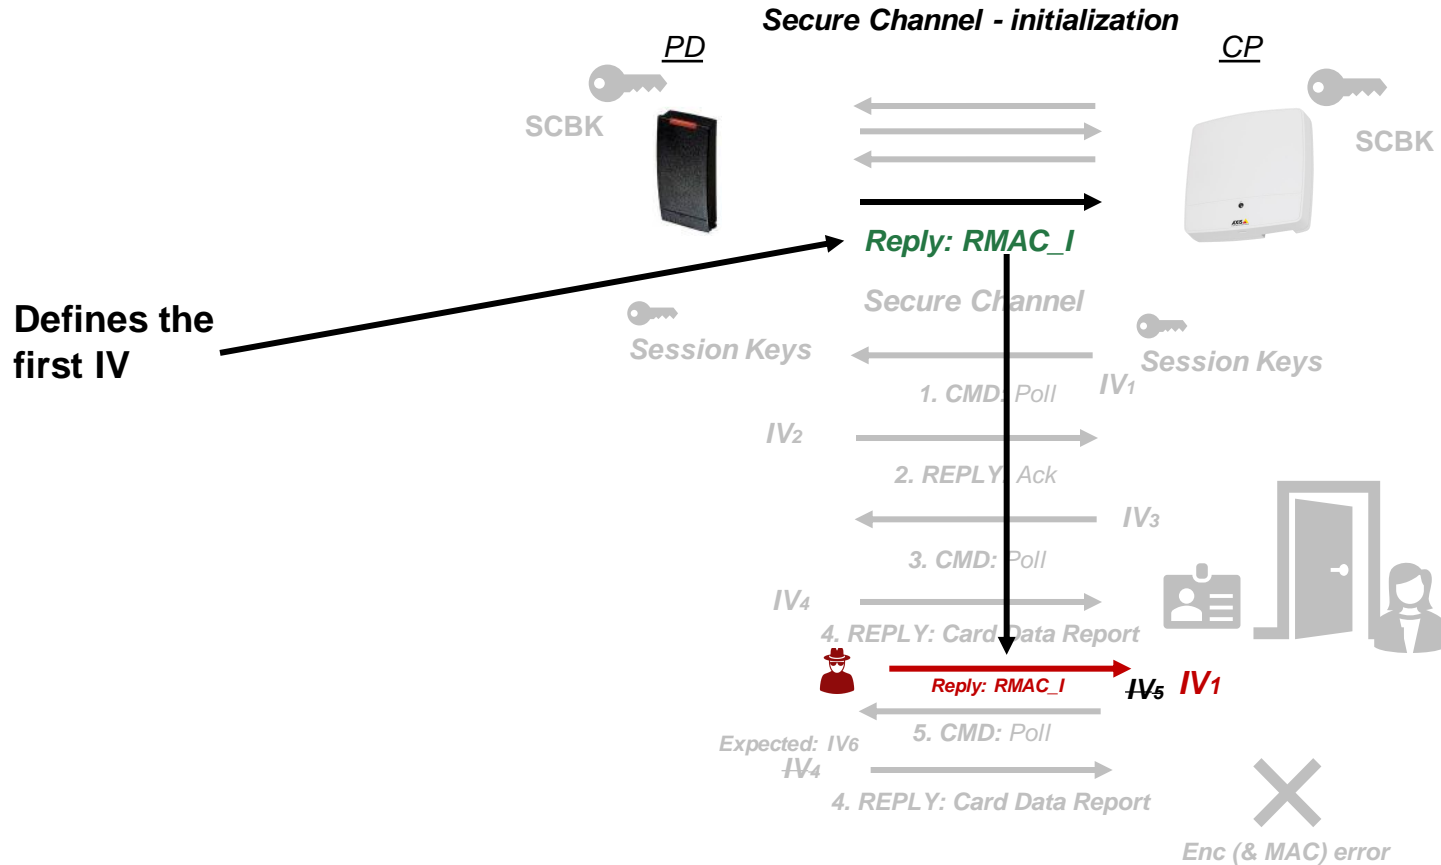 Secure Channel - initialization
PD
CP
SCBK
SCBK
AXIS
Reply: RMAC_I
Defines the
first IV
Secure Channel
Session Keys
Session Keys
IV1
1. CMD: Poll
IV2
2. REPLY: Ack
IV3
3. CMD: Poll
IV4
4. REPLY: Card Data Report
Reply: RMAC_I
IV5 IV1
5. CMD: Poll
Expected: IV6
IV4
4. REPLY: Card Data Report
Enc (& MAC) error